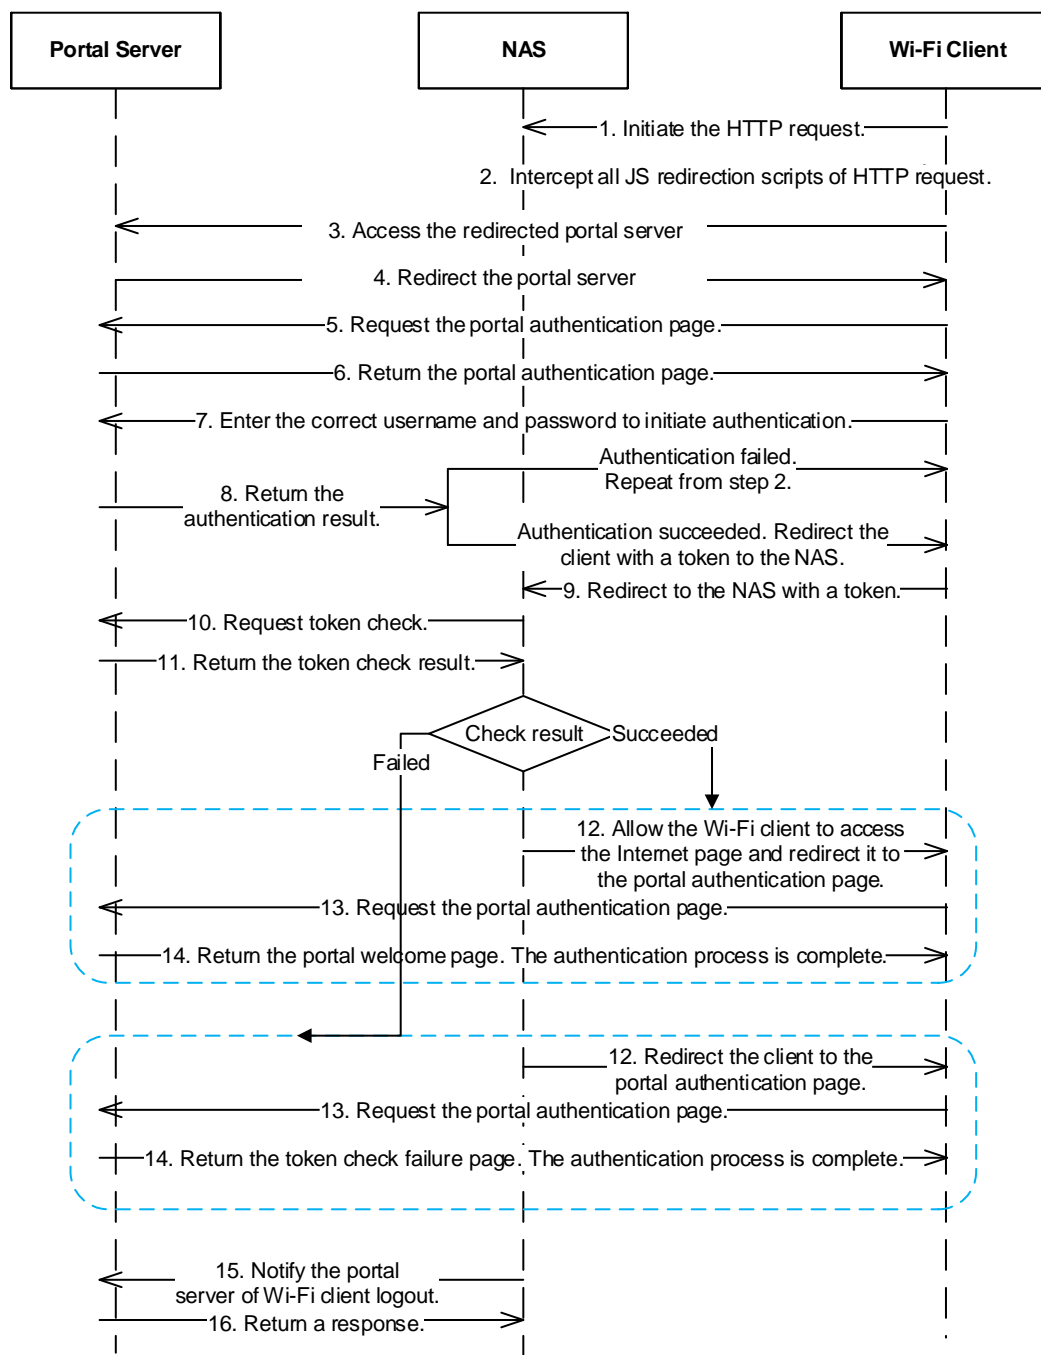 Portal Server
NAS
Wi-Fi Client
1. Initiate the HTTP request.
2. Intercept all JS redirection scripts of HTTP request.
3. Access the redirected portal server
4. Redirect the portal server
5. Request the portal authentication page.
6. Return the portal authentication page.
7. Enter the correct username and password to initiate authentication.
Authentication failed.
Repeat from step 2.
8. Return the
authentication result.
Authentication succeeded. Redirect the
client with a token to the NAS.
9. Redirect to the NAS with a token.
10. Request token check.
11. Return the token check result.
Check result
Succeeded
Failed
12. Allow the Wi-Fi client to access
the Internet page and redirect it to
the portal authentication page.
13. Request the portal authentication page.
14. Return the portal welcome page. The authentication process is complete.
12. Redirect the client to the
portal authentication page.
13. Request the portal authentication page.
14. Return the token check failure page. The authentication process is complete.
15. Notify the portal
server of Wi-Fi client logout.
16. Return a response.